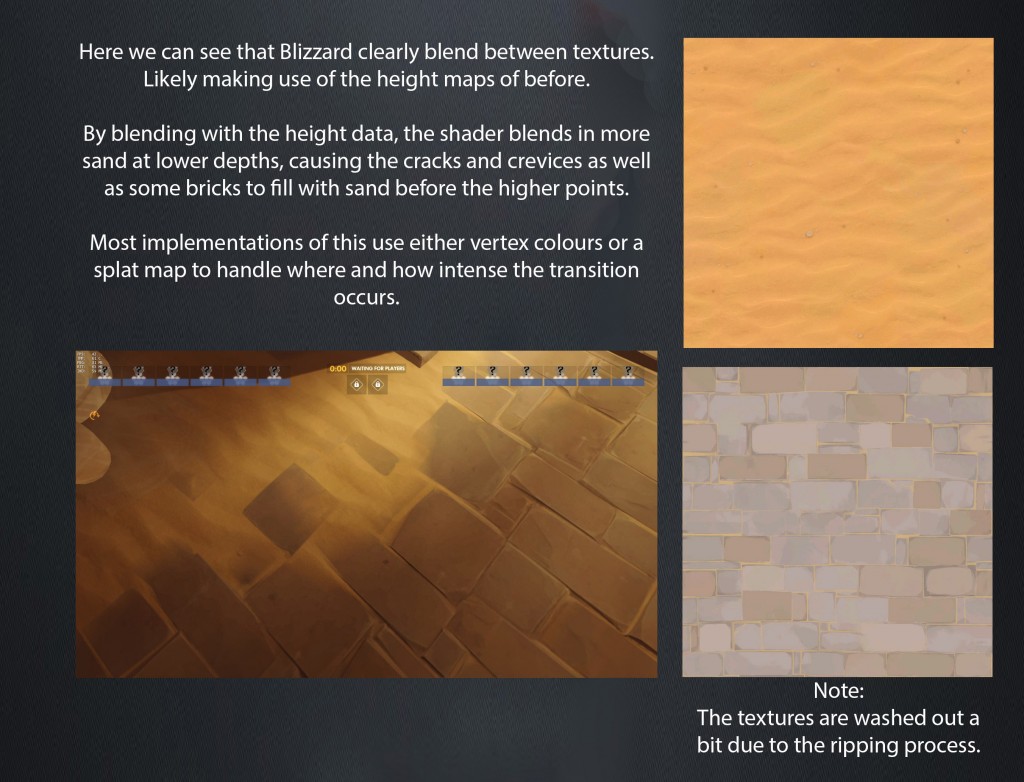 Here we can see that Blizzard clearly blend between textures.
Likely making use of the height maps of before.
By blending with the height data, the shader blends in more
sand at lower depths, causing the cracks and crevices as well
as some bricks to fill with sand before the higher points.
Most implementations of this use either vertex colours or a
splat map to handle where and how intense the transition
occurs.
0:00 WAITING FOR PLAYERS
? ? ? ? ? ?
Note:
The textures are washed out a
bit due to the ripping process.